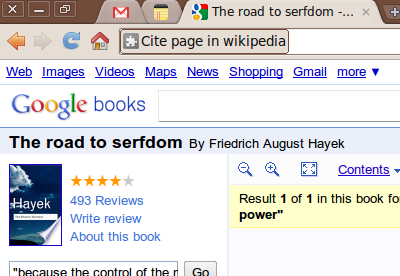 The road to serfdom -...
Cite page in wikipedia
Web Images Videos Maps News Shopping Gmail more ▼
Google books
The road to serfdom By Friedrich August Hayek
Hayek
493 Reviews
Write review
About this book
Contents
Result 1 of 1 in this book for
power"
"because the control of the
Go